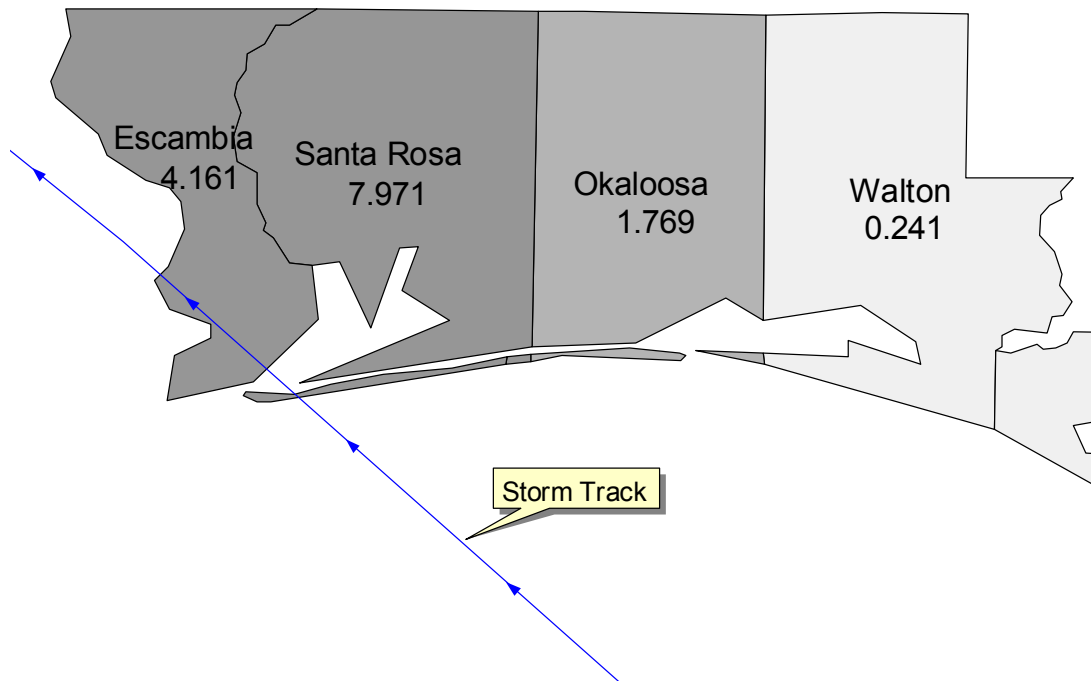 Escambia
4.161
Santa Rosa
7.971
Okaloosa
1.769
Walton
0.241
Storm Track